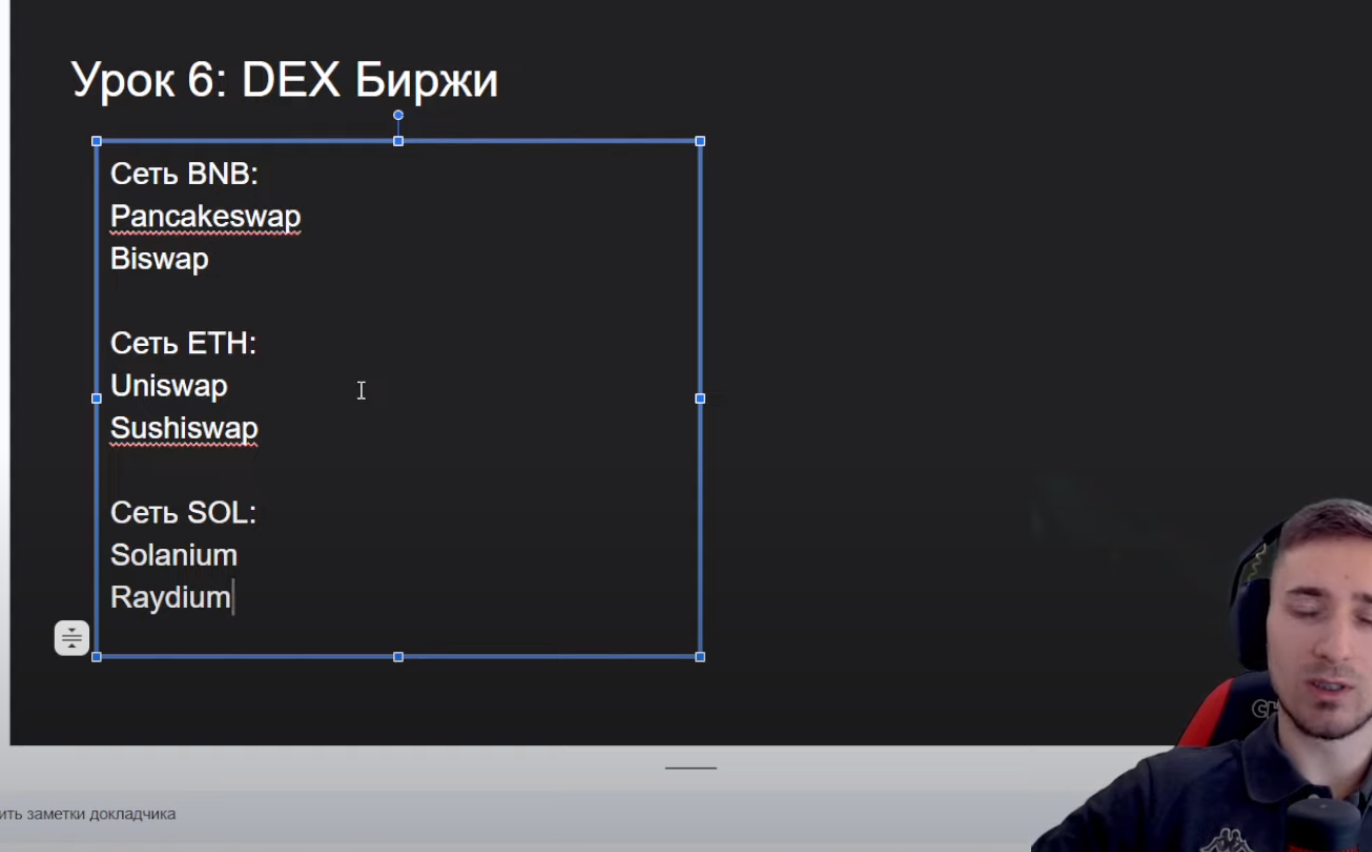 Урок 6: DEX Биржи
Сеть BNB:
Pancakeswap
Biswap
Сеть ETH:
Uniswap
Sushiswap
Сеть SOL:
Solanium
Raydium
ить заметки докладчика